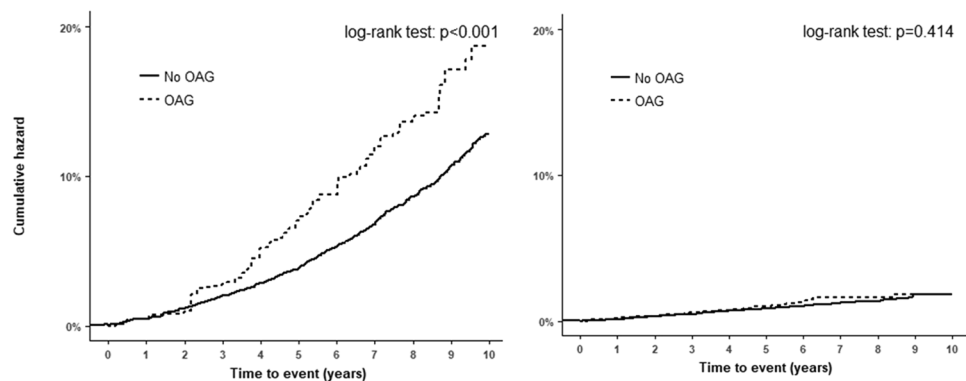 20%
log-rank test: p<0.001
No OAG
OAG
10%
0%
Cumulative hazard
0 1 2 3 4 5 6 7 8 9 10
Time to event (years)
20%
log-rank test: p=0.414
No OAG
OAG
10%
0%
0 1 2 3 4 5 6 7 8 9 10
Time to event (years)